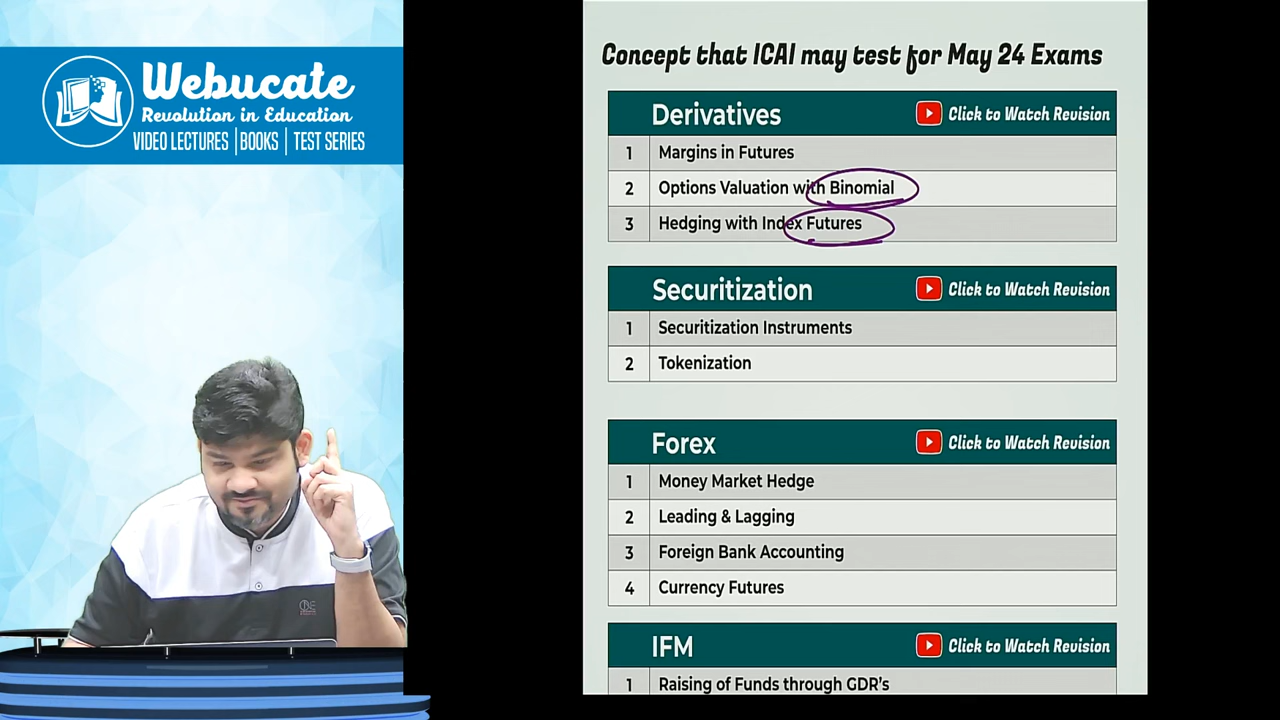 Webucate
Revolution in Education
VIDEO LECTURES | BOOKS | TEST SERIES
Concept that ICAI may test for May 24 Exams
Derivatives Click to Watch Revision
1 Margins in Futures
2 Options Valuation with Binomial
3 Hedging with Index Futures
Securitization Click to Watch Revision
1 Securitization Instruments
2 Tokenization
Forex Click to Watch Revision
1 Money Market Hedge
2 Leading & Lagging
3 Foreign Bank Accounting
4 Currency Futures
IFM Click to Watch Revision
1 Raising of Funds through GDR's